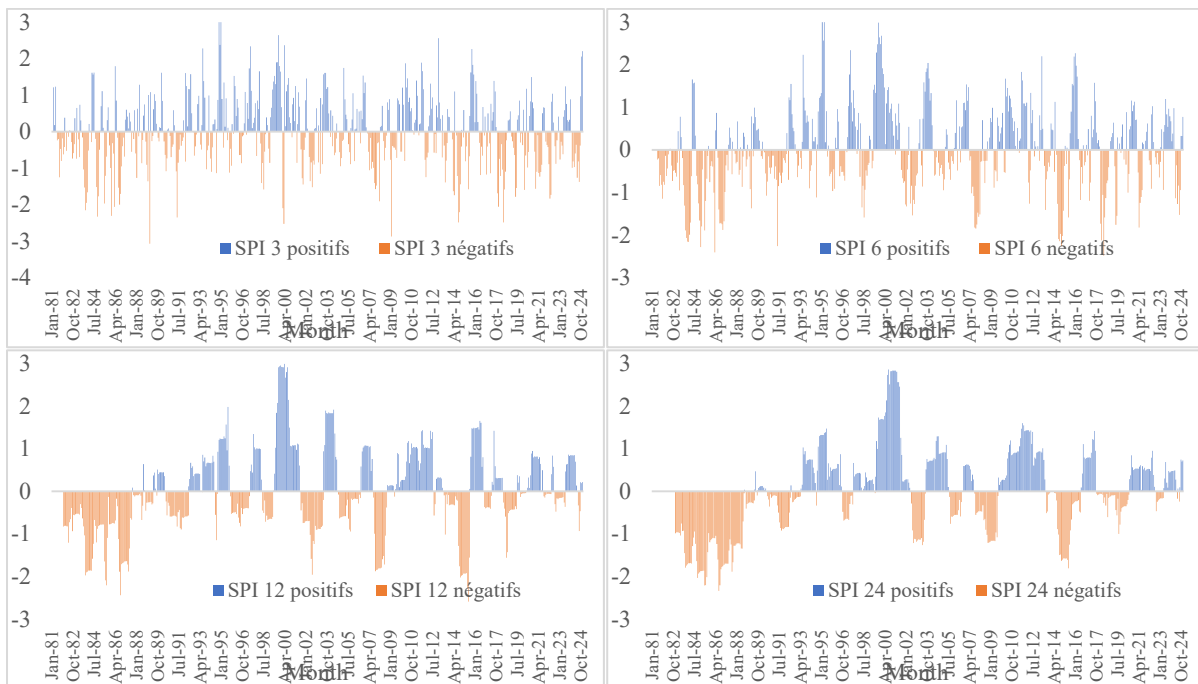 3
2
1
0
-1
-2
-3
-4
SPI 3 positifs SPI 3 négatifs
Jan-81 Oct-82 Jul-84 Apr-86 Jan-88 Oct-89 Jul-91 Apr-93 Jan-95 Oct-96 Jul-98 Apr-00 Jan-02 Oct-03 Jul-05 Apr-07 Jan-09 Oct-10 Jul-12 Apr-14 Jan-16 Oct-17 Jul-19 Apr-21 Jan-23 Oct-24
Month
3
2
1
0
-1
-2
-3
SPI 6 positifs SPI 6 négatifs
Jan-81 Oct-82 Jul-84 Apr-86 Jan-88 Oct-89 Jul-91 Apr-93 Jan-95 Oct-96 Jul-98 Apr-00 Jan-02 Oct-03 Jul-05 Apr-07 Jan-09 Oct-10 Jul-12 Apr-14 Jan-16 Oct-17 Jul-19 Apr-21 Jan-23 Oct-24
Month
3
2
1
0
-1
-2
-3
SPI 12 positifs SPI 12 négatifs
Jan-81 Oct-82 Jul-84 Apr-86 Jan-88 Oct-89 Jul-91 Apr-93 Jan-95 Oct-96 Jul-98 Apr-00 Jan-02 Oct-03 Jul-05 Apr-07 Jan-09 Oct-10 Jul-12 Apr-14 Jan-16 Oct-17 Jul-19 Apr-21 Jan-23 Oct-24
Month
3
2
1
0
-1
-2
-3
SPI 24 positifs SPI 24 négatifs
Jan-81 Oct-82 Jul-84 Apr-86 Jan-88 Oct-89 Jul-91 Apr-93 Jan-95 Oct-96 Jul-98 Apr-00 Jan-02 Oct-03 Jul-05 Apr-07 Jan-09 Oct-10 Jul-12 Apr-14 Jan-16 Oct-17 Jul-19 Apr-21 Jan-23 Oct-24
Month